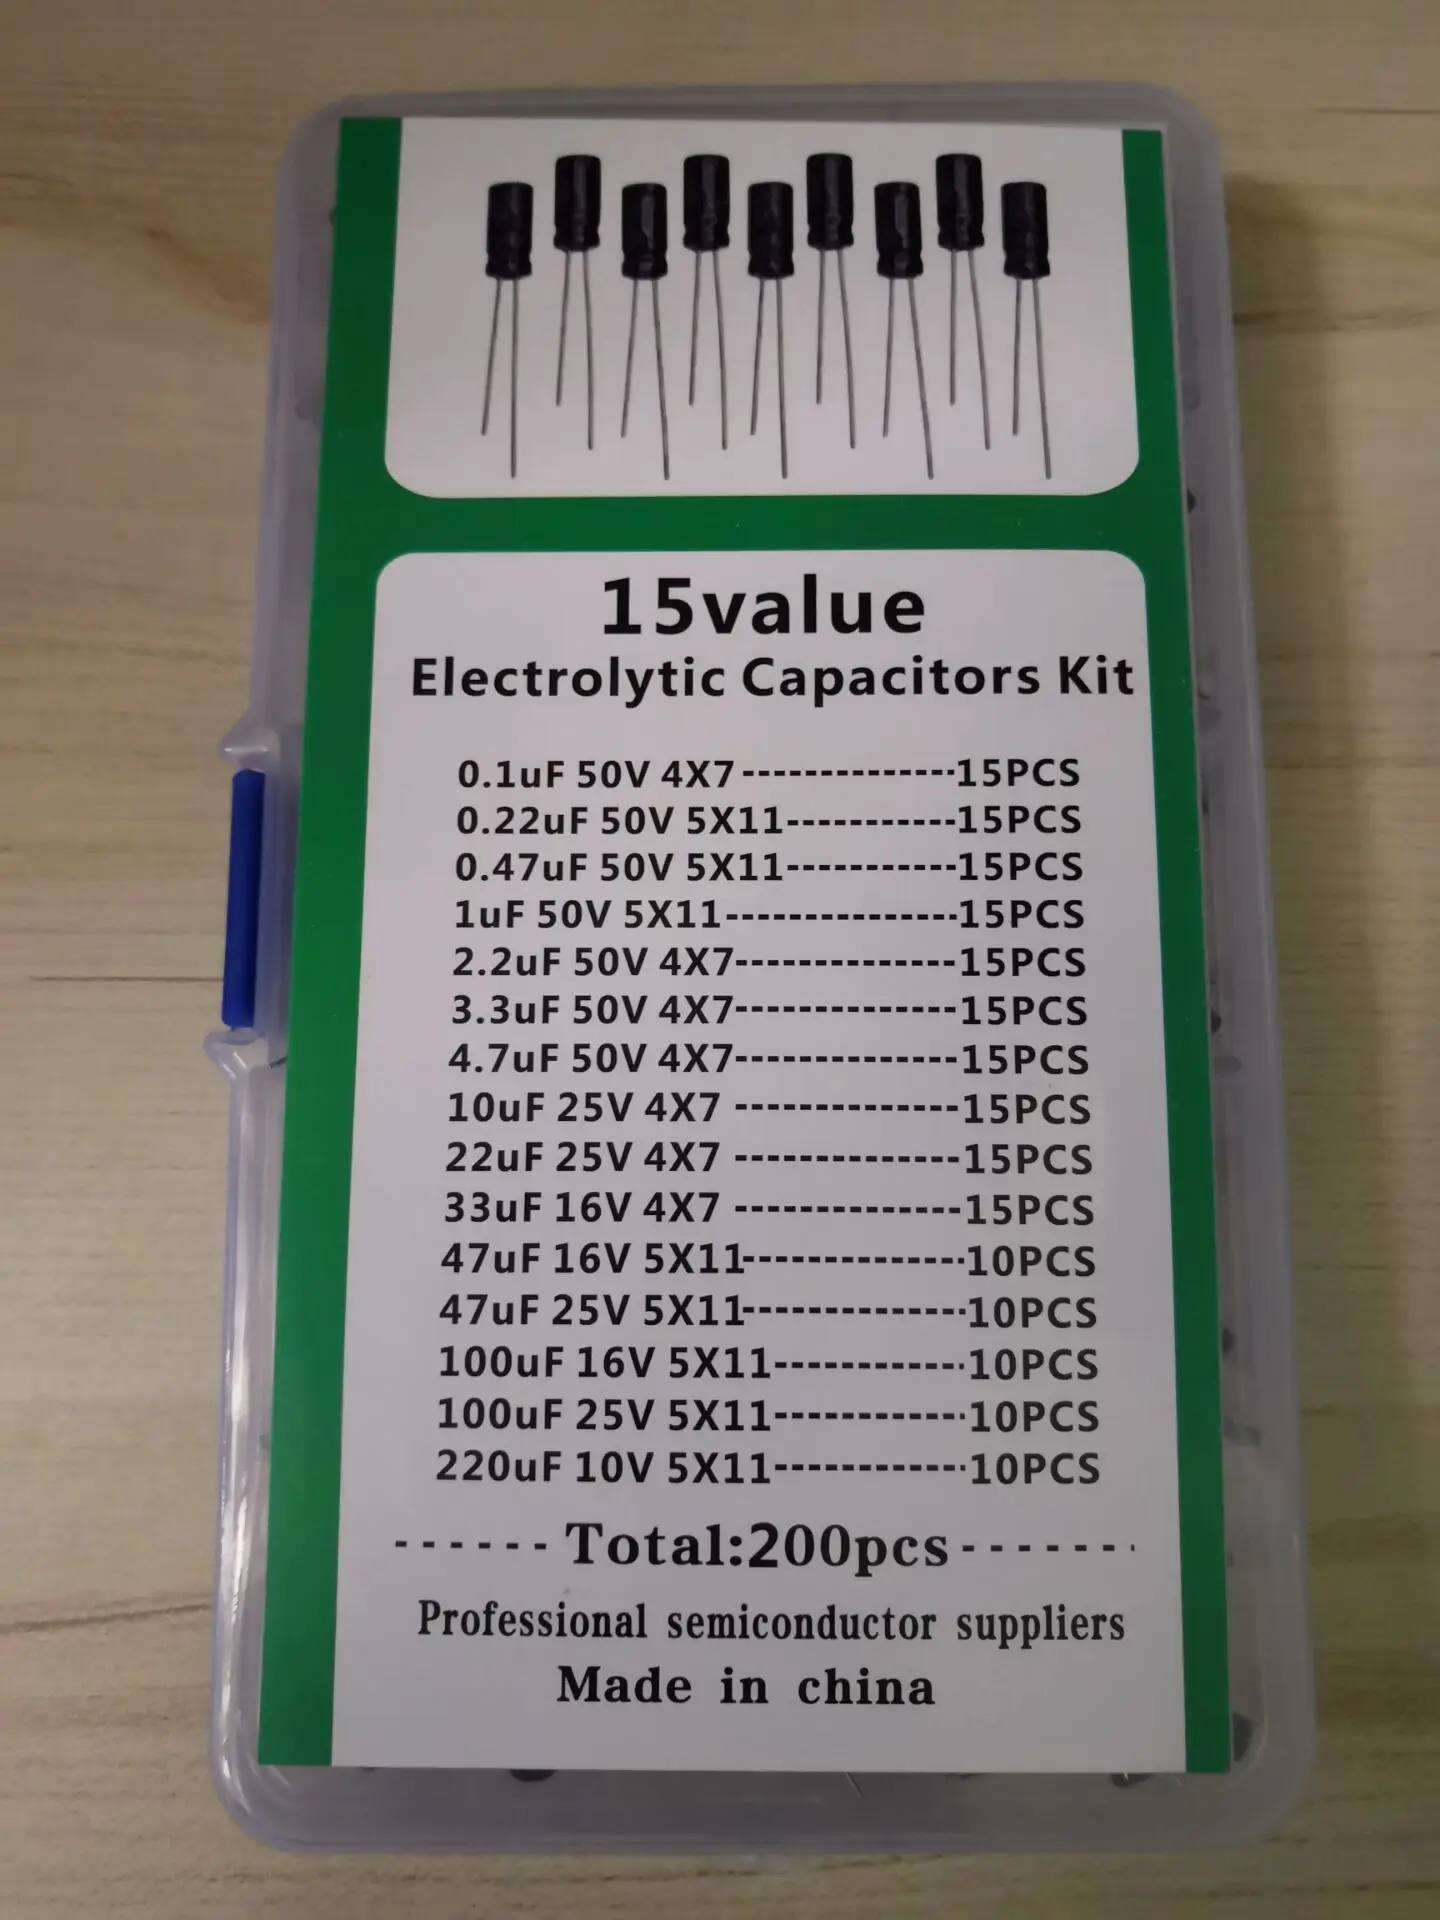 15value
Electrolytic Capacitors Kit
0.1uF 50V 4X7--------------15PCS
0.22uF 50V 5X11-----------15PCS
0.47uF 50V 5X11-----------15PCS
1uF 50V 5X11---------------15PCS
2.2uF 50V 4X7--------------15PCS
3.3uF 50V 4X7--------------15PCS
4.7uF 50V 4X7--------------15PCS
10uF 25V 4X7 --------------15PCS
22uF 25V 4X7 --------------15PCS
33uF 16V 4X7 --------------15PCS
47uF 16V 5X11--------------10PCS
47uF 25V 5X11--------------10PCS
100uF 16V 5X11------------10PCS
100uF 25V 5X11------------10PCS
220uF 10V 5X11------------10PCS
------Total:200pcs-------
Professional semiconductor suppliers
Made in china